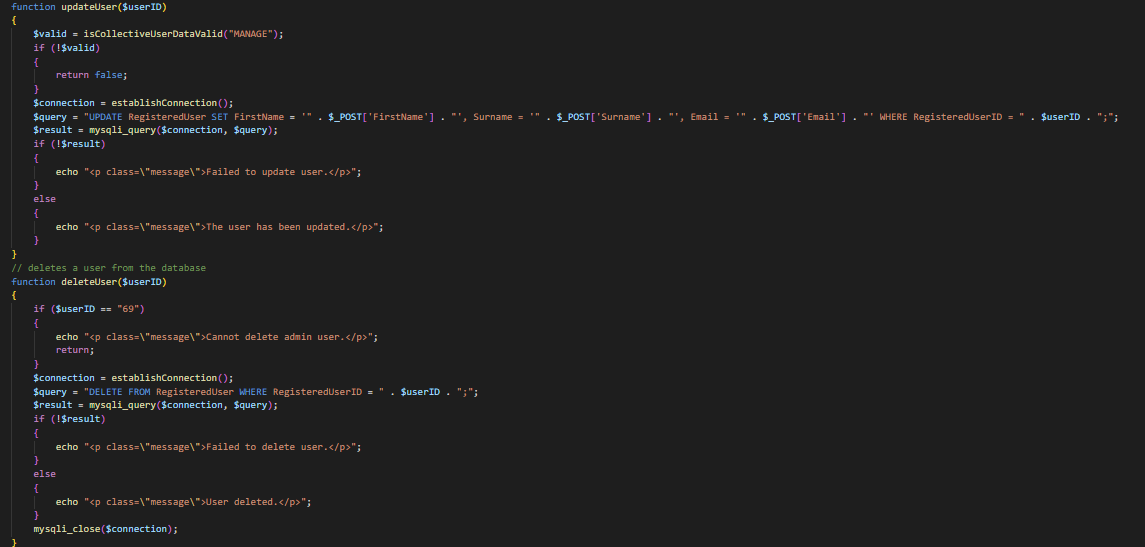 function updateUser($userID)
{
    $valid = isCollectiveUserDataValid("MANAGE");
    if (!$valid)
    {
        return false;
    }
    $connection = establishConnection();
    $query = "UPDATE RegisteredUser SET FirstName = '" . $_POST['FirstName'] . "', Surname = '" . $_POST['Surname'] . "', Email = '" . $_POST['Email'] . "' WHERE RegisteredUserID = " . $userID . ";";
    $result = mysqli_query($connection, $query);
    if (!$result)
    {
        echo "<p class=\"message\">Failed to update user.</p>";
    }
    else
    {
        echo "<p class=\"message\">The user has been updated.</p>";
    }
}
// deletes a user from the database
function deleteUser($userID)
{
    if ($userID == "69")
    {
        echo "<p class=\"message\">Cannot delete admin user.</p>";
        return;
    }
    $connection = establishConnection();
    $query = "DELETE FROM RegisteredUser WHERE RegisteredUserID = " . $userID . ";";
    $result = mysqli_query($connection, $query);
    if (!$result)
    {
        echo "<p class=\"message\">Failed to delete user.</p>";
    }
    else
    {
        echo "<p class=\"message\">User deleted.</p>";
    }
    mysqli_close($connection);
}